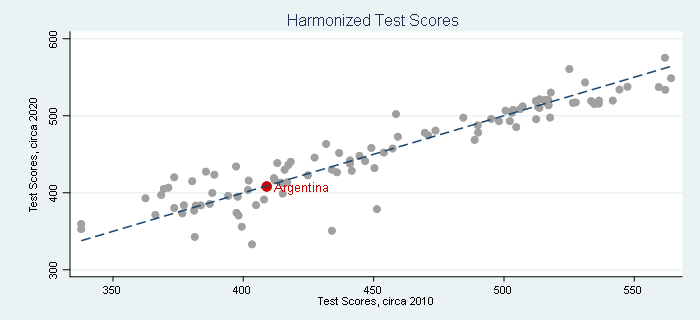 Harmonized Test Scores
Test Scores, circa 2020
600
500
400
300
Argentina
350
400
450
500
550
Test Scores, circa 2010